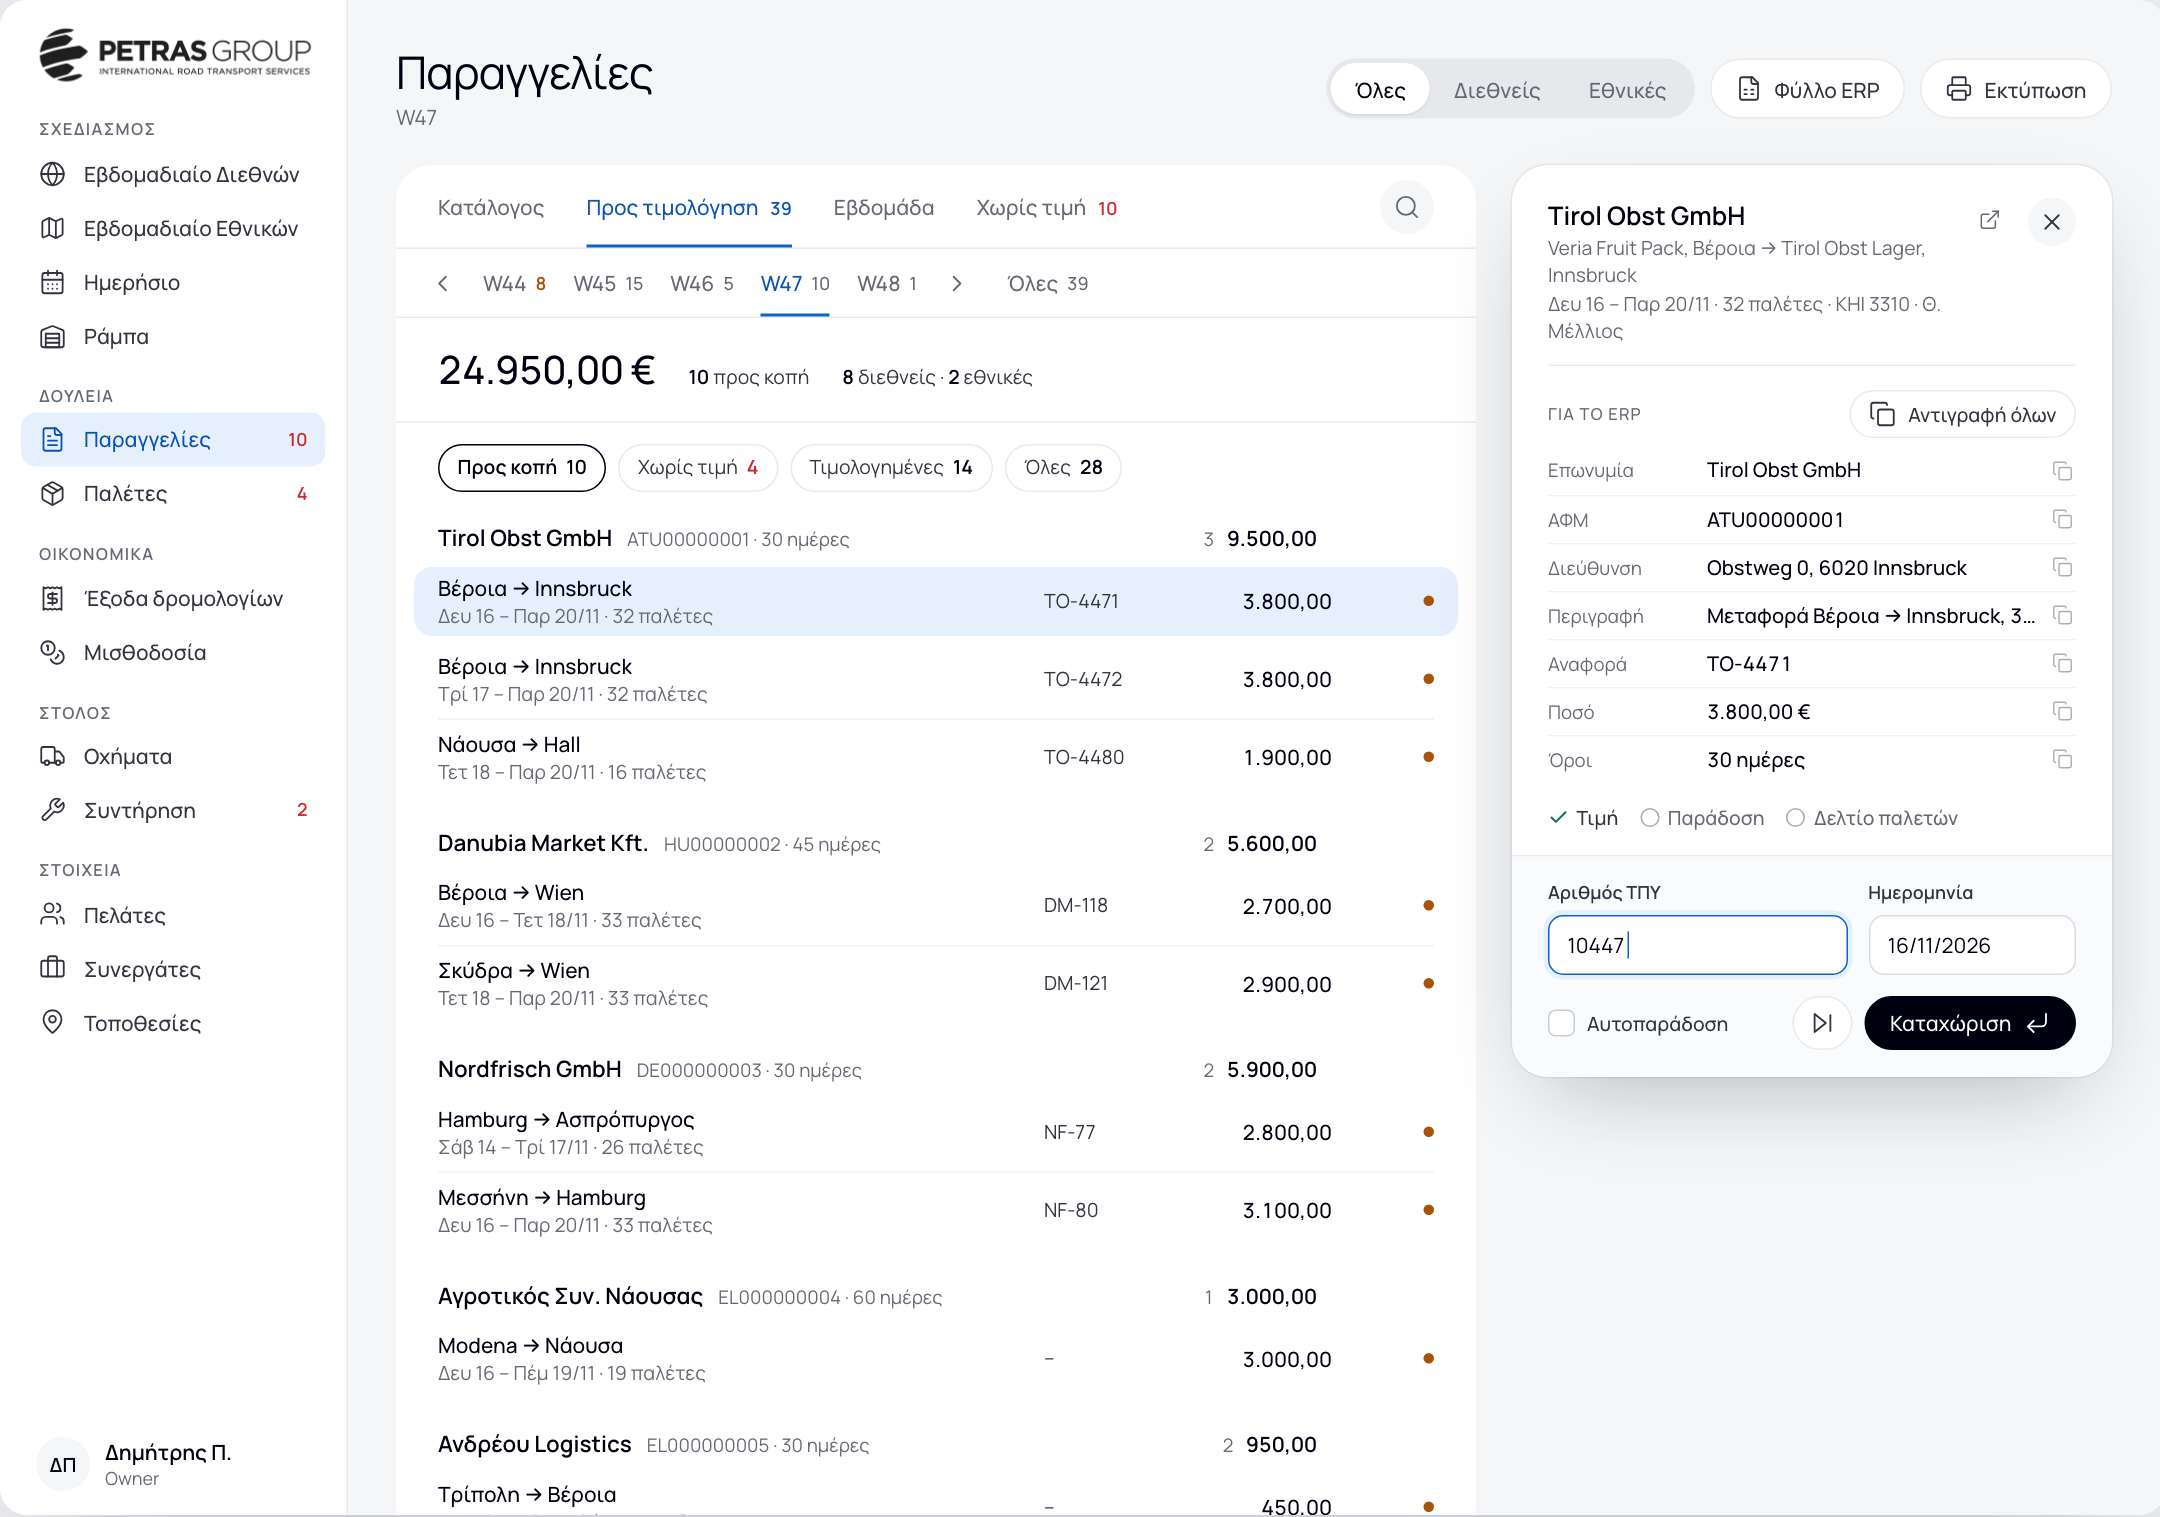 PETRAS GROUP
INTERNATIONAL ROAD TRANSPORT SERVICES
ΣΧΕΔΙΑΣΜΟΣ
Εβδομαδιαίο Διεθνών
Εβδομαδιαίο Εθνικών
Ημερήσιο
Ράμπα
ΔΟΥΛΕΙΑ
Παραγγελίες 10
Παλέτες 4
ΟΙΚΟΝΟΜΙΚΑ
Έξοδα δρομολογίων
Μισθοδοσία
ΣΤΟΛΟΣ
Οχήματα
Συντήρηση 2
ΣΤΟΙΧΕΙΑ
Πελάτες
Συνεργάτες
Τοποθεσίες
ΔΠ
Δημήτρης Π.
Owner
Παραγγελίες
W47
Όλες Διεθνείς Εθνικές
Φύλλο ERP
Εκτύπωση
Κατάλογος Προς τιμολόγηση 39 Εβδομάδα Χωρίς τιμή 10
W44 8 W45 15 W46 5 W47 10 W48 1 Όλες 39
24.950,00 € 10 προς κοπή 8 διεθνείς · 2 εθνικές
Προς κοπή 10 Χωρίς τιμή 4 Τιμολογημένες 14 Όλες 28
Tirol Obst GmbH ATU00000001 · 30 ημέρες 3 9.500,00
Βέροια → Innsbruck
Δευ 16 – Παρ 20/11 · 32 παλέτες
TO-4471 3.800,00
Βέροια → Innsbruck
Τρί 17 – Παρ 20/11 · 32 παλέτες
TO-4472 3.800,00
Νάουσα → Hall
Τετ 18 – Παρ 20/11 · 16 παλέτες
TO-4480 1.900,00
Danubia Market Kft. HU00000002 · 45 ημέρες 2 5.600,00
Βέροια → Wien
Δευ 16 – Τετ 18/11 · 33 παλέτες
DM-118 2.700,00
Σκύδρα → Wien
Τετ 18 – Παρ 20/11 · 33 παλέτες
DM-121 2.900,00
Nordfrisch GmbH DE000000003 · 30 ημέρες 2 5.900,00
Hamburg → Ασπρόπυργος
Σάβ 14 – Τρί 17/11 · 26 παλέτες
NF-77 2.800,00
Μεσσήνη → Hamburg
Δευ 16 – Παρ 20/11 · 33 παλέτες
NF-80 3.100,00
Αγροτικός Συν. Νάουσας EL000000004 · 60 ημέρες 1 3.000,00
Modena → Νάουσα
Δευ 16 – Πέμ 19/11 · 19 παλέτες
– 3.000,00
Ανδρέου Logistics EL000000005 · 30 ημέρες 2 950,00
Τρίπολη → Βέροια
– 450,00
Tirol Obst GmbH
Veria Fruit Pack, Βέροια → Tirol Obst Lager,
Innsbruck
Δευ 16 – Παρ 20/11 · 32 παλέτες · KHI 3310 · Θ.
Μέλλιος
ΓΙΑ ΤΟ ERP Αντιγραφή όλων
Επωνυμία Tirol Obst GmbH
ΑΦΜ ATU00000001
Διεύθυνση Obstweg 0, 6020 Innsbruck
Περιγραφή Μεταφορά Βέροια → Innsbruck, 3...
Αναφορά TO-4471
Ποσό 3.800,00 €
Όροι 30 ημέρες
Τιμή Παράδοση Δελτίο παλετών
Αριθμός ΤΠΥ Ημερομηνία
10447 16/11/2026
Αυτοπαράδοση Καταχώριση